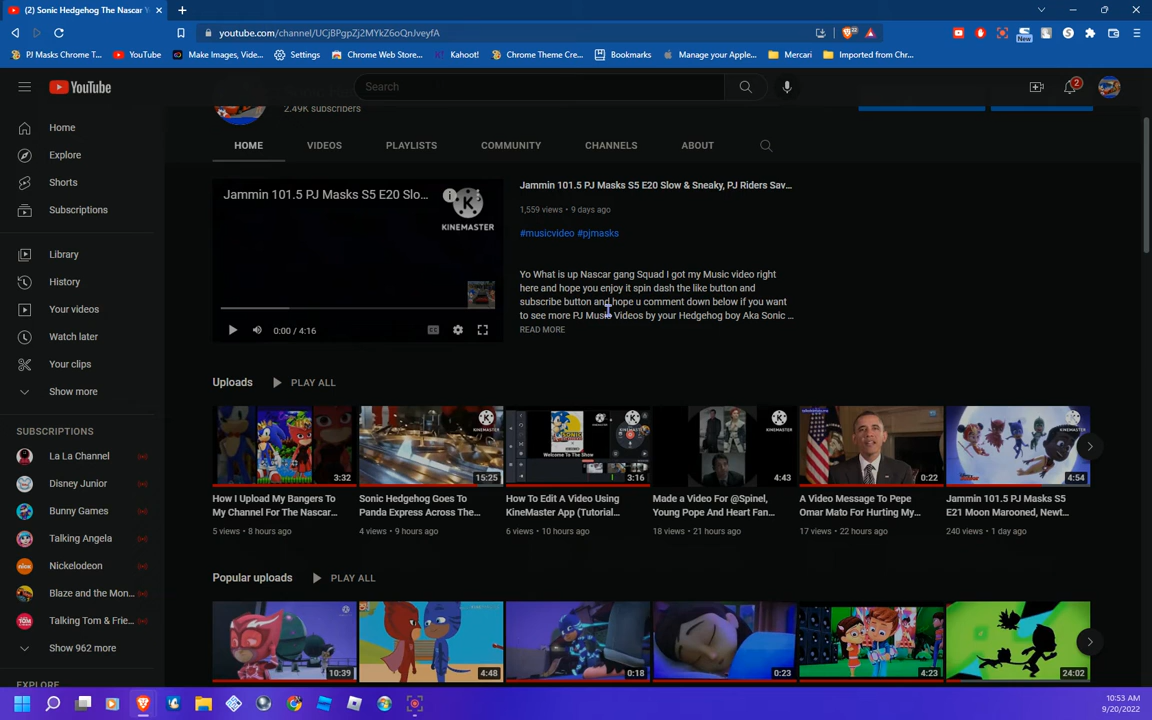 (2) Sonic Hedgehog The Nascar Y
youtube.com/channel/UCjBPgpZj2MYkZ6oQnJveyfA
22
New
PJ Masks Chrome T...
YouTube
Make Images, Vide...
Settings
Chrome Web Store...
Kahoot!
Chrome Theme Cre...
Bookmarks
Manage your Apple...
Mercari
Imported from Chr...
YouTube
Search
2
2.49K subscribers
Home
Explore
Shorts
Subscriptions
Library
History
Your videos
Watch later
Your clips
Show more
SUBSCRIPTIONS
La La Channel
Disney Junior
Bunny Games
Talking Angela
Nickelodeon
Blaze and the Mon...
Talking Tom & Frie...
Show 962 more
EXPLORE
HOME
VIDEOS
PLAYLISTS
COMMUNITY
CHANNELS
ABOUT
Jammin 101.5 PJ Masks S5 E20 Slo...
KINEMASTER
0:00 / 4:16
Jammin 101.5 PJ Masks S5 E20 Slow & Sneaky, PJ Riders Sav...
1,559 views • 9 days ago
#musicvideo #pjmasks
Yo What is up Nascar gang Squad I got my Music video right
here and hope you enjoy it spin dash the like button and
subscribe button and hope u comment down below if you want
to see more PJ Music Videos by your Hedgehog boy Aka Sonic ...
READ MORE
Uploads
PLAY ALL
3:32
How I Upload My Bangers To
My Channel For The Nascar...
5 views • 8 hours ago
KINEMASTER
15:25
Sonic Hedgehog Goes To
Panda Express Across The...
4 views • 9 hours ago
KINEMASTER
Welcome To The Show
3:16
How To Edit A Video Using
KineMaster App (Tutorial...
6 views • 10 hours ago
KINEMASTER
4:43
Made a Video For @Spinel,
Young Pope And Heart Fan...
18 views • 21 hours ago
0:22
A Video Message To Pepe
Omar Mato For Hurting My...
17 views • 22 hours ago
KINEMASTER
4:54
Jammin 101.5 PJ Masks S5
E21 Moon Marooned, Newt...
240 views • 1 day ago
Popular uploads
PLAY ALL
10:39
4:48
0:18
0:23
4:23
24:02
10:53 AM
9/20/2022